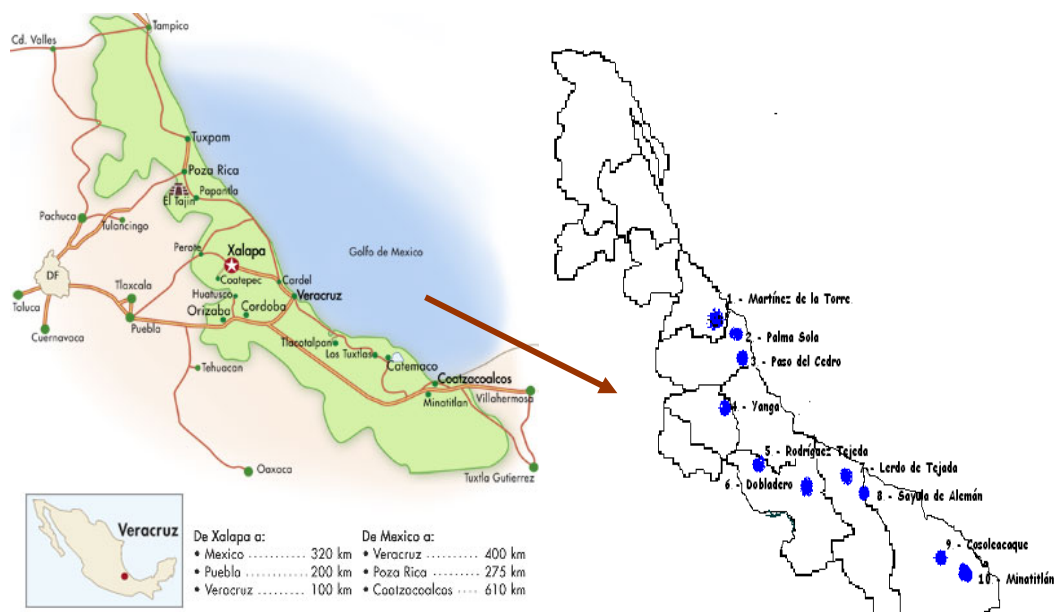 Tampico
Cd. Valles
Tuxpam
Poza Rica
Papantla
El Tajin
Pachuca
Tulancingo
Perote
Xalapa
Golfo de Mexico
DF
Coatepec
Cardel
Tlaxcala
Huatusco
Veracruz
Toluca
Puebla
Orizaba
Cordoba
Cuernavaca
Tlacotalpan
Los Tuxtlas
Catemaco
Tehuacan
Coatzacoalcos
Minatitlan
Villahermosa
Oaxaca
Tuxtla Gutierrez
Veracruz
De Xalapa a:
• Mexico .......... 320 km
• Puebla ........... 200 km
• Veracruz ........ 100 km
De Mexico a:
• Veracruz ............ 400 km
• Poza Rica .......... 275 km
• Coatzacoalcos .... 610 km
1 - Martínez de la Torre
2 - Palma Sola
3 - Paso del Cedro
4 - Yanga
5 - Rodríguez Tejeda
6 - Dobladero
7 - Lerdo de Tejada
8 - Sayula de Alemán
9 - Cosoleacaque
10 Minatitlán